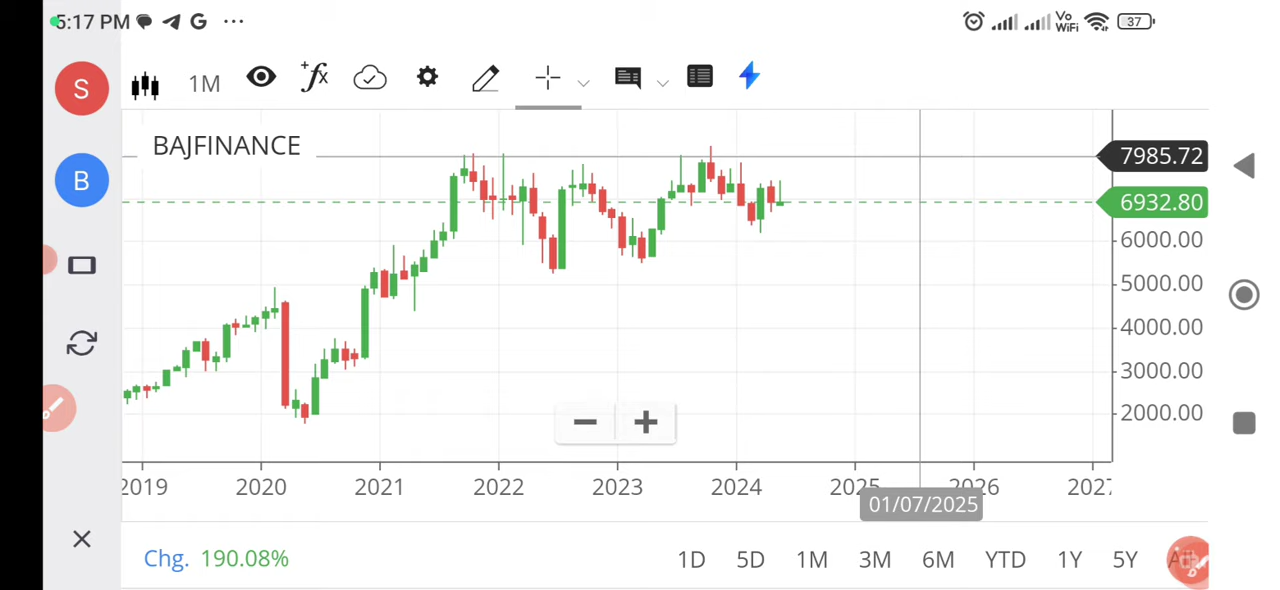 5:17 PM
Vo
WiFi
37
S
B
1M
BAJFINANCE
7985.72
6932.80
6000.00
5000.00
4000.00
3000.00
2000.00
2019 2020 2021 2022 2023 2024 2025 2026
01/07/2025
Chg. 190.08%
1D 5D 1M 3M 6M YTD 1Y 5Y